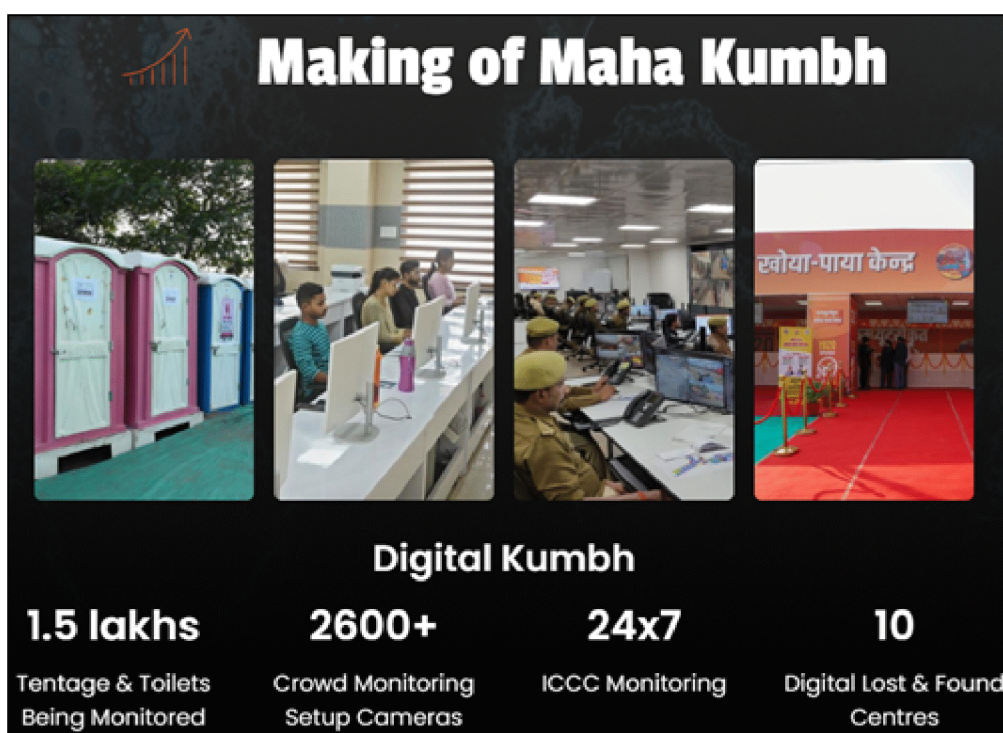 Making of Maha Kumbh
खोया-पाया केन्द्र
1920
Digital Kumbh
1.5 lakhs
2600+
24x7
10
Tentage & Toilets
Being Monitored
Crowd Monitoring
Setup Cameras
ICCC Monitoring
Digital Lost & Found
Centres